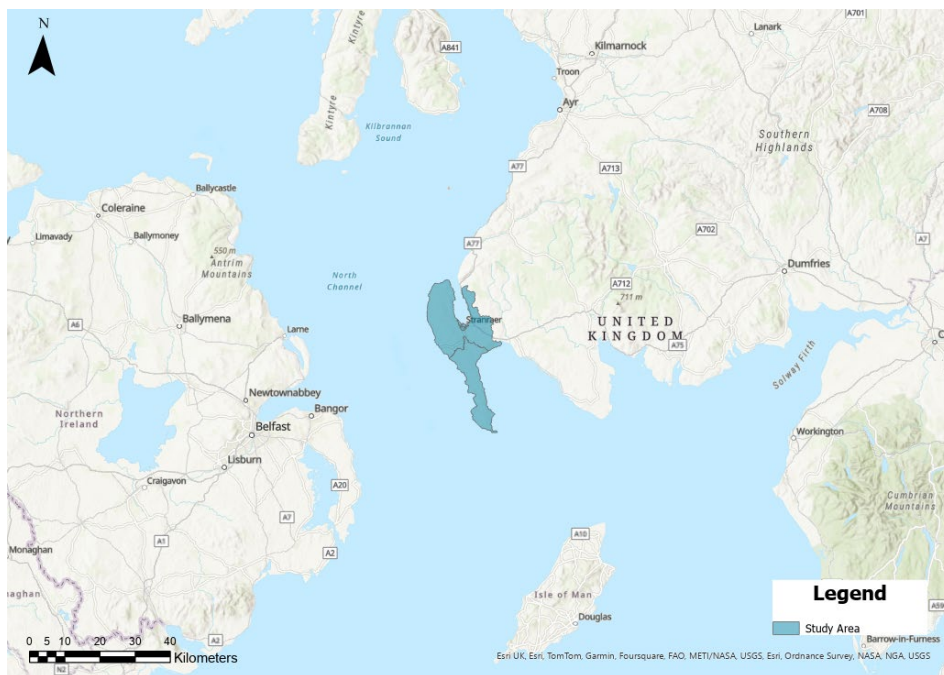 N
A701
Lanark
Kintyre
A841
Kilmarnock
Troon
Ayr
A708
Kintyre
Kilbrannan
Sound
Southern
Highlands
A77
A713
Ballycastle
Coleraine
A702
Limavady
Ballymoney
A77
A7
550 m
Antrim
Mountains
North
Channel
Dumfries
A712
711 m
Stranraer
UNITED
KINGDOM
A6
Ballymena
Larne
A75
Solway Firth
Newtownabbey
Bangor
Northern
Ireland
Belfast
Workington
Lisburn
Craigavon
A20
Cumbrian
Mountains
A7
A1
A2
Monaghan
A10
Isle of Man
Legend
Douglas
Study Area
A59
0 5 10 20 30 40
Kilometers
A2
N2
Barrow-in-Furness
Esri UK, Esri, TomTom, Garmin, Foursquare, FAO, METI/NASA, USGS, Esri, Ordnance Survey, NASA, NGA, USGS